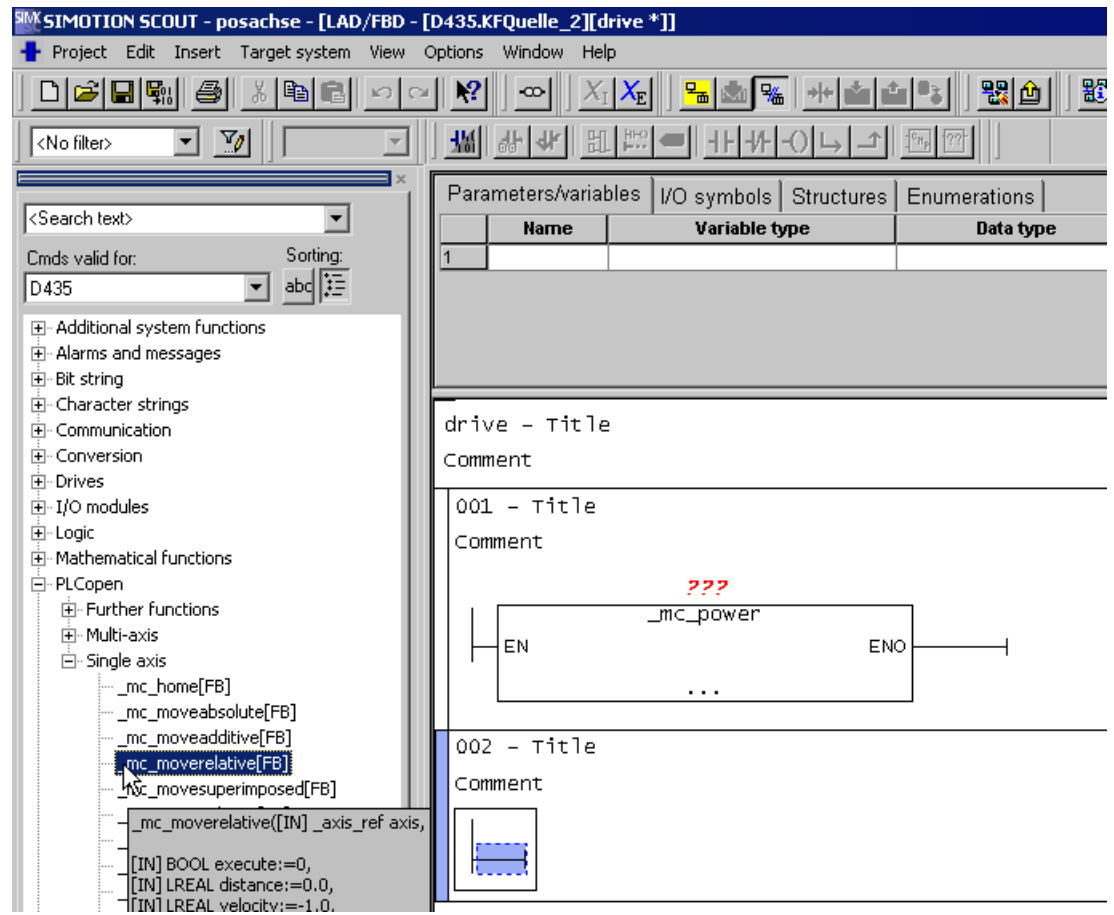 SIMOTION SCOUT - posachse - [LAD/FBD - [D435.KFQuelle_2][drive *]]
Project Edit Insert Target system View Options Window Help
<No filter>
Parameters/variables I/O symbols Structures Enumerations
Name Variable type Data type
1
<Search text>
Cmds valid for: Sorting:
D435 abc
Additional system functions
Alarms and messages
Bit string
Character strings
Communication
Conversion
Drives
I/O modules
Logic
Mathematical functions
PLCopen
Further functions
Multi-axis
Single axis
_mc_home[FB]
_mc_moveabsolute[FB]
_mc_moveadditive[FB]
_mc_moverelative[FB]
_mc_movesuperimposed[FB]
_mc_moverelative([IN] _axis_ref axis,
[IN] BOOL execute:=0,
[IN] LREAL distance:=0.0,
[IN] LREAL velocity:=-1.0,
drive – Title
Comment
001 – Title
Comment
???
_mc_power
EN ENO
...
002 – Title
Comment